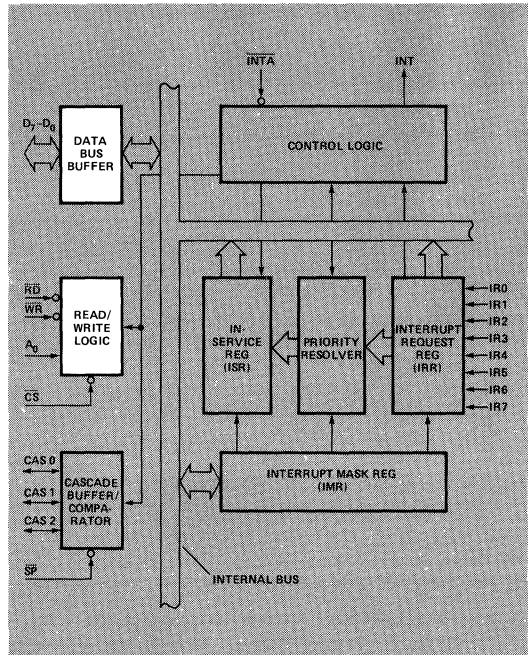 INTA
INT
D7-D0
DATA
BUS
BUFFER
CONTROL LOGIC
RD
WR
A0
READ/
WRITE
LOGIC
CS
IN-
SERVICE
REG
(ISR)
PRIORITY
RESOLVER
INTERRUPT
REQUEST
REG
(IRR)
IR0
IR1
IR2
IR3
IR4
IR5
IR6
IR7
CAS 0
CAS 1
CAS 2
CASCADE
BUFFER/
COMPA-
RATOR
SP
INTERRUPT MASK REG
(IMR)
INTERNAL BUS